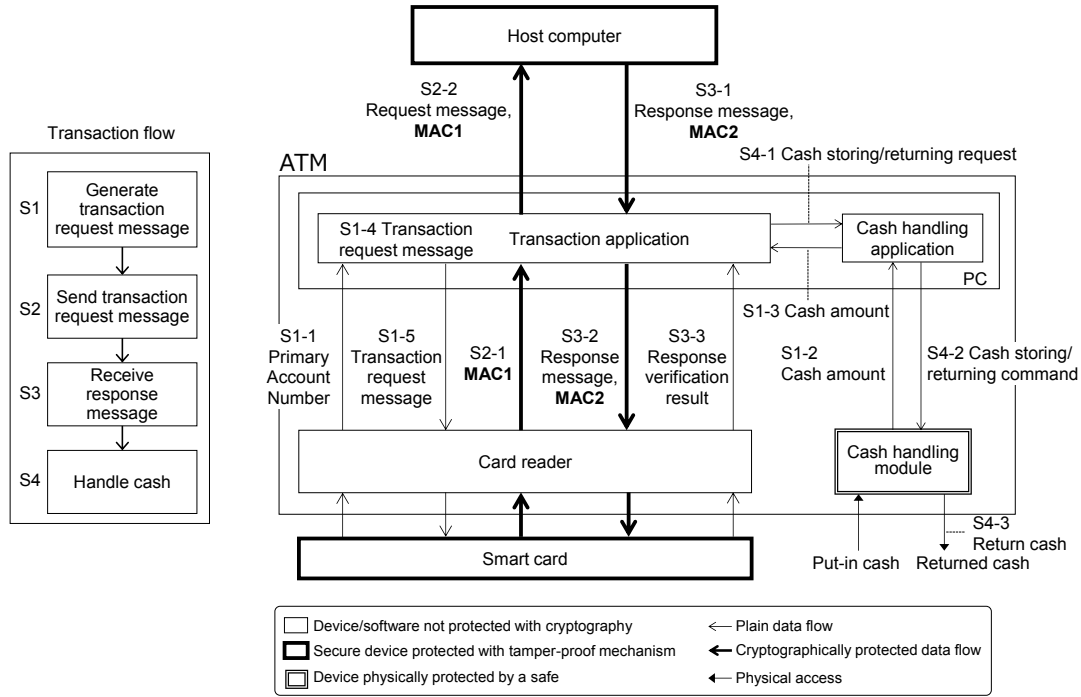 Host computer
S2-2
Request message,
MAC1
S3-1
Response message,
MAC2
Transaction flow
S1
Generate
transaction
request message
S2
Send transaction
request message
S3
Receive
response
message
S4
Handle cash
ATM
S4-1 Cash storing/returning request
S1-4 Transaction
request message
Transaction application
Cash handling
application
PC
S1-3 Cash amount
S1-1
Primary
Account
Number
S1-5
Transaction
request
message
S2-1
MAC1
S3-2
Response
message,
MAC2
S3-3
Response
verification
result
S1-2
Cash amount
S4-2 Cash storing/
returning command
Card reader
Cash handling
module
S4-3
Return cash
Put-in cash
Returned cash
Smart card
Device/software not protected with cryptography
Secure device protected with tamper-proof mechanism
Device physically protected by a safe
Plain data flow
Cryptographically protected data flow
Physical access